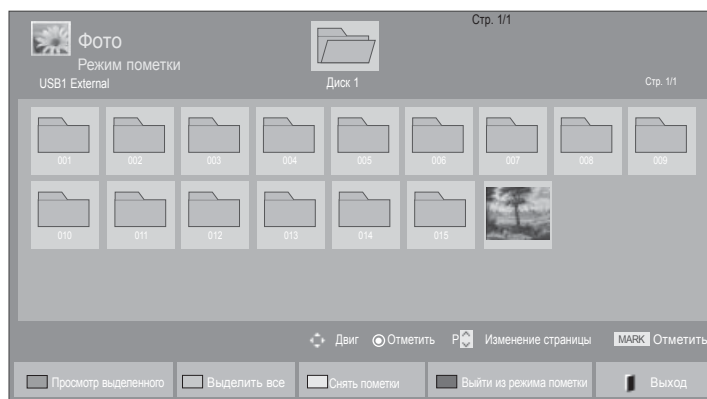 Стр. 1/1
Фото
Режим пометки
USB1 External
Диск 1
Стр. 1/1
001 002 003 004 005 006 007 008 009
010 011 012 013 014 015
Двиг Отметить P Изменение страницы MARK Отметить
Просмотр выделенного Выделить все Снять пометки Выйти из режима пометки Выход